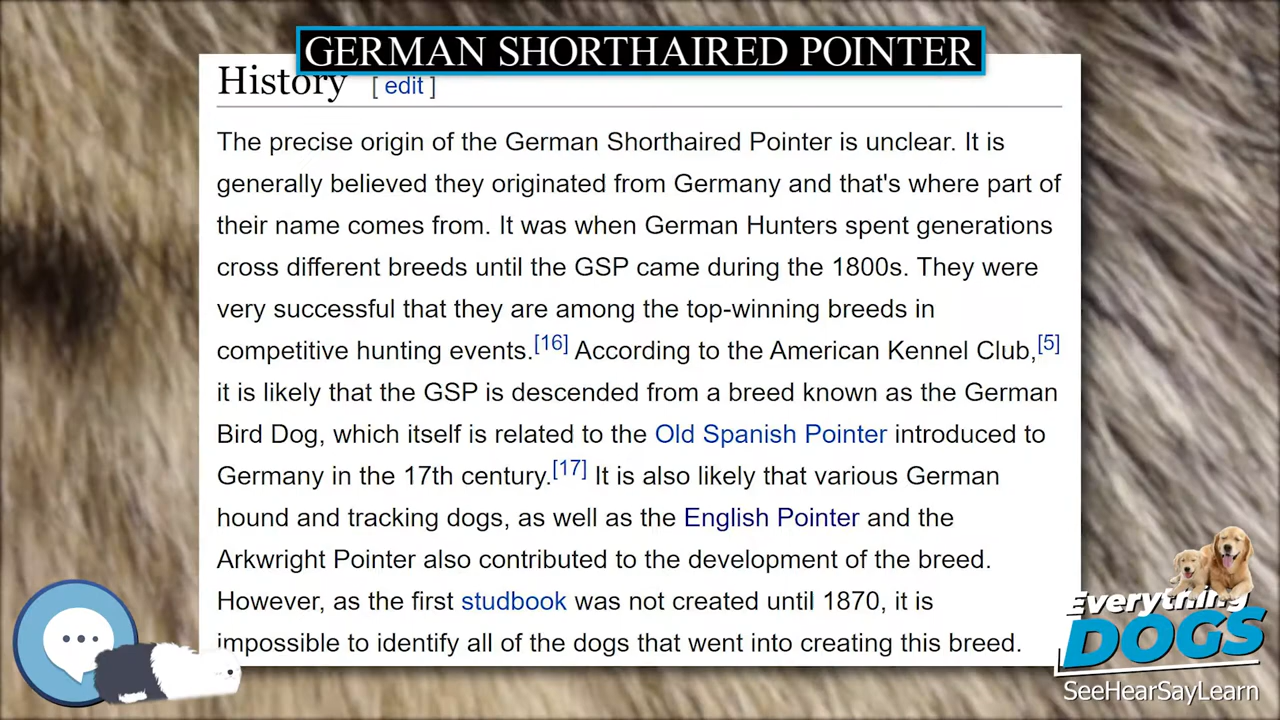 GERMAN SHORTHAIRED POINTER
History [ edit ]
The precise origin of the German Shorthaired Pointer is unclear. It is
generally believed they originated from Germany and that's where part of
their name comes from. It was when German Hunters spent generations
cross different breeds until the GSP came during the 1800s. They were
very successful that they are among the top-winning breeds in
competitive hunting events.[16] According to the American Kennel Club,[5]
it is likely that the GSP is descended from a breed known as the German
Bird Dog, which itself is related to the Old Spanish Pointer introduced to
Germany in the 17th century.[17] It is also likely that various German
hound and tracking dogs, as well as the English Pointer and the
Arkwright Pointer also contributed to the development of the breed.
However, as the first studbook was not created until 1870, it is
impossible to identify all of the dogs that went into creating this breed.
Everything
DOGS
SeeHearSayLearn